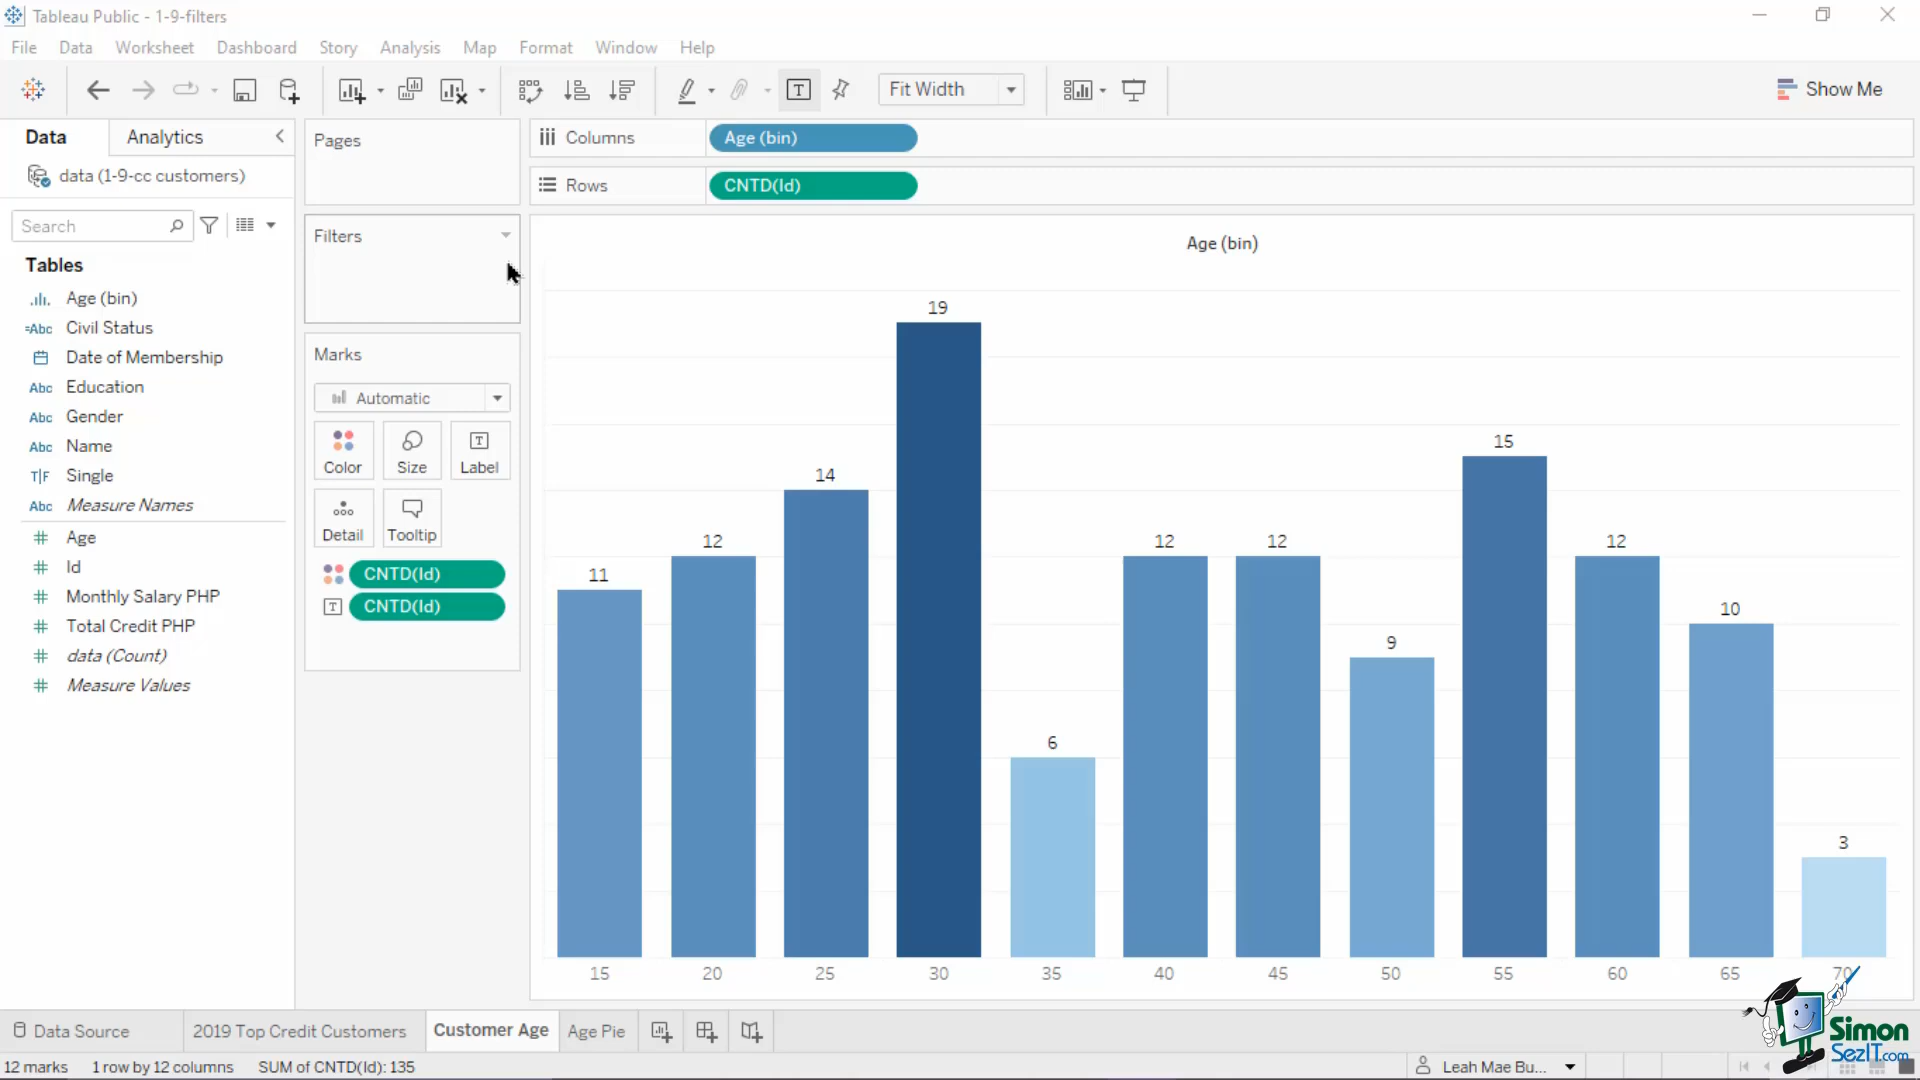 Tableau Public - 1-9-filters
File Data Worksheet Dashboard Story Analysis Map Format Window Help
Fit Width
Show Me
Data Analytics
data (1-9-cc customers)
Search
Tables
Age (bin)
=Abc Civil Status
Date of Membership
Abc Education
Abc Gender
Abc Name
T|F Single
Abc Measure Names
# Age
# Id
# Monthly Salary PHP
# Total Credit PHP
# data (Count)
# Measure Values
Pages
Filters
Marks
Automatic
Color Size T Label
Detail Tooltip
CNTD(Id)
T CNTD(Id)
Columns Age (bin)
Rows CNTD(Id)
Age (bin)
11 12 14 19 6 12 12 9 15 12 10 3
15 20 25 30 35 40 45 50 55 60 65 70
Data Source 2019 Top Credit Customers Customer Age Age Pie
12 marks 1 row by 12 columns SUM of CNTD(Id): 135
Leah Mae Bu...
Simon
SezIT.com